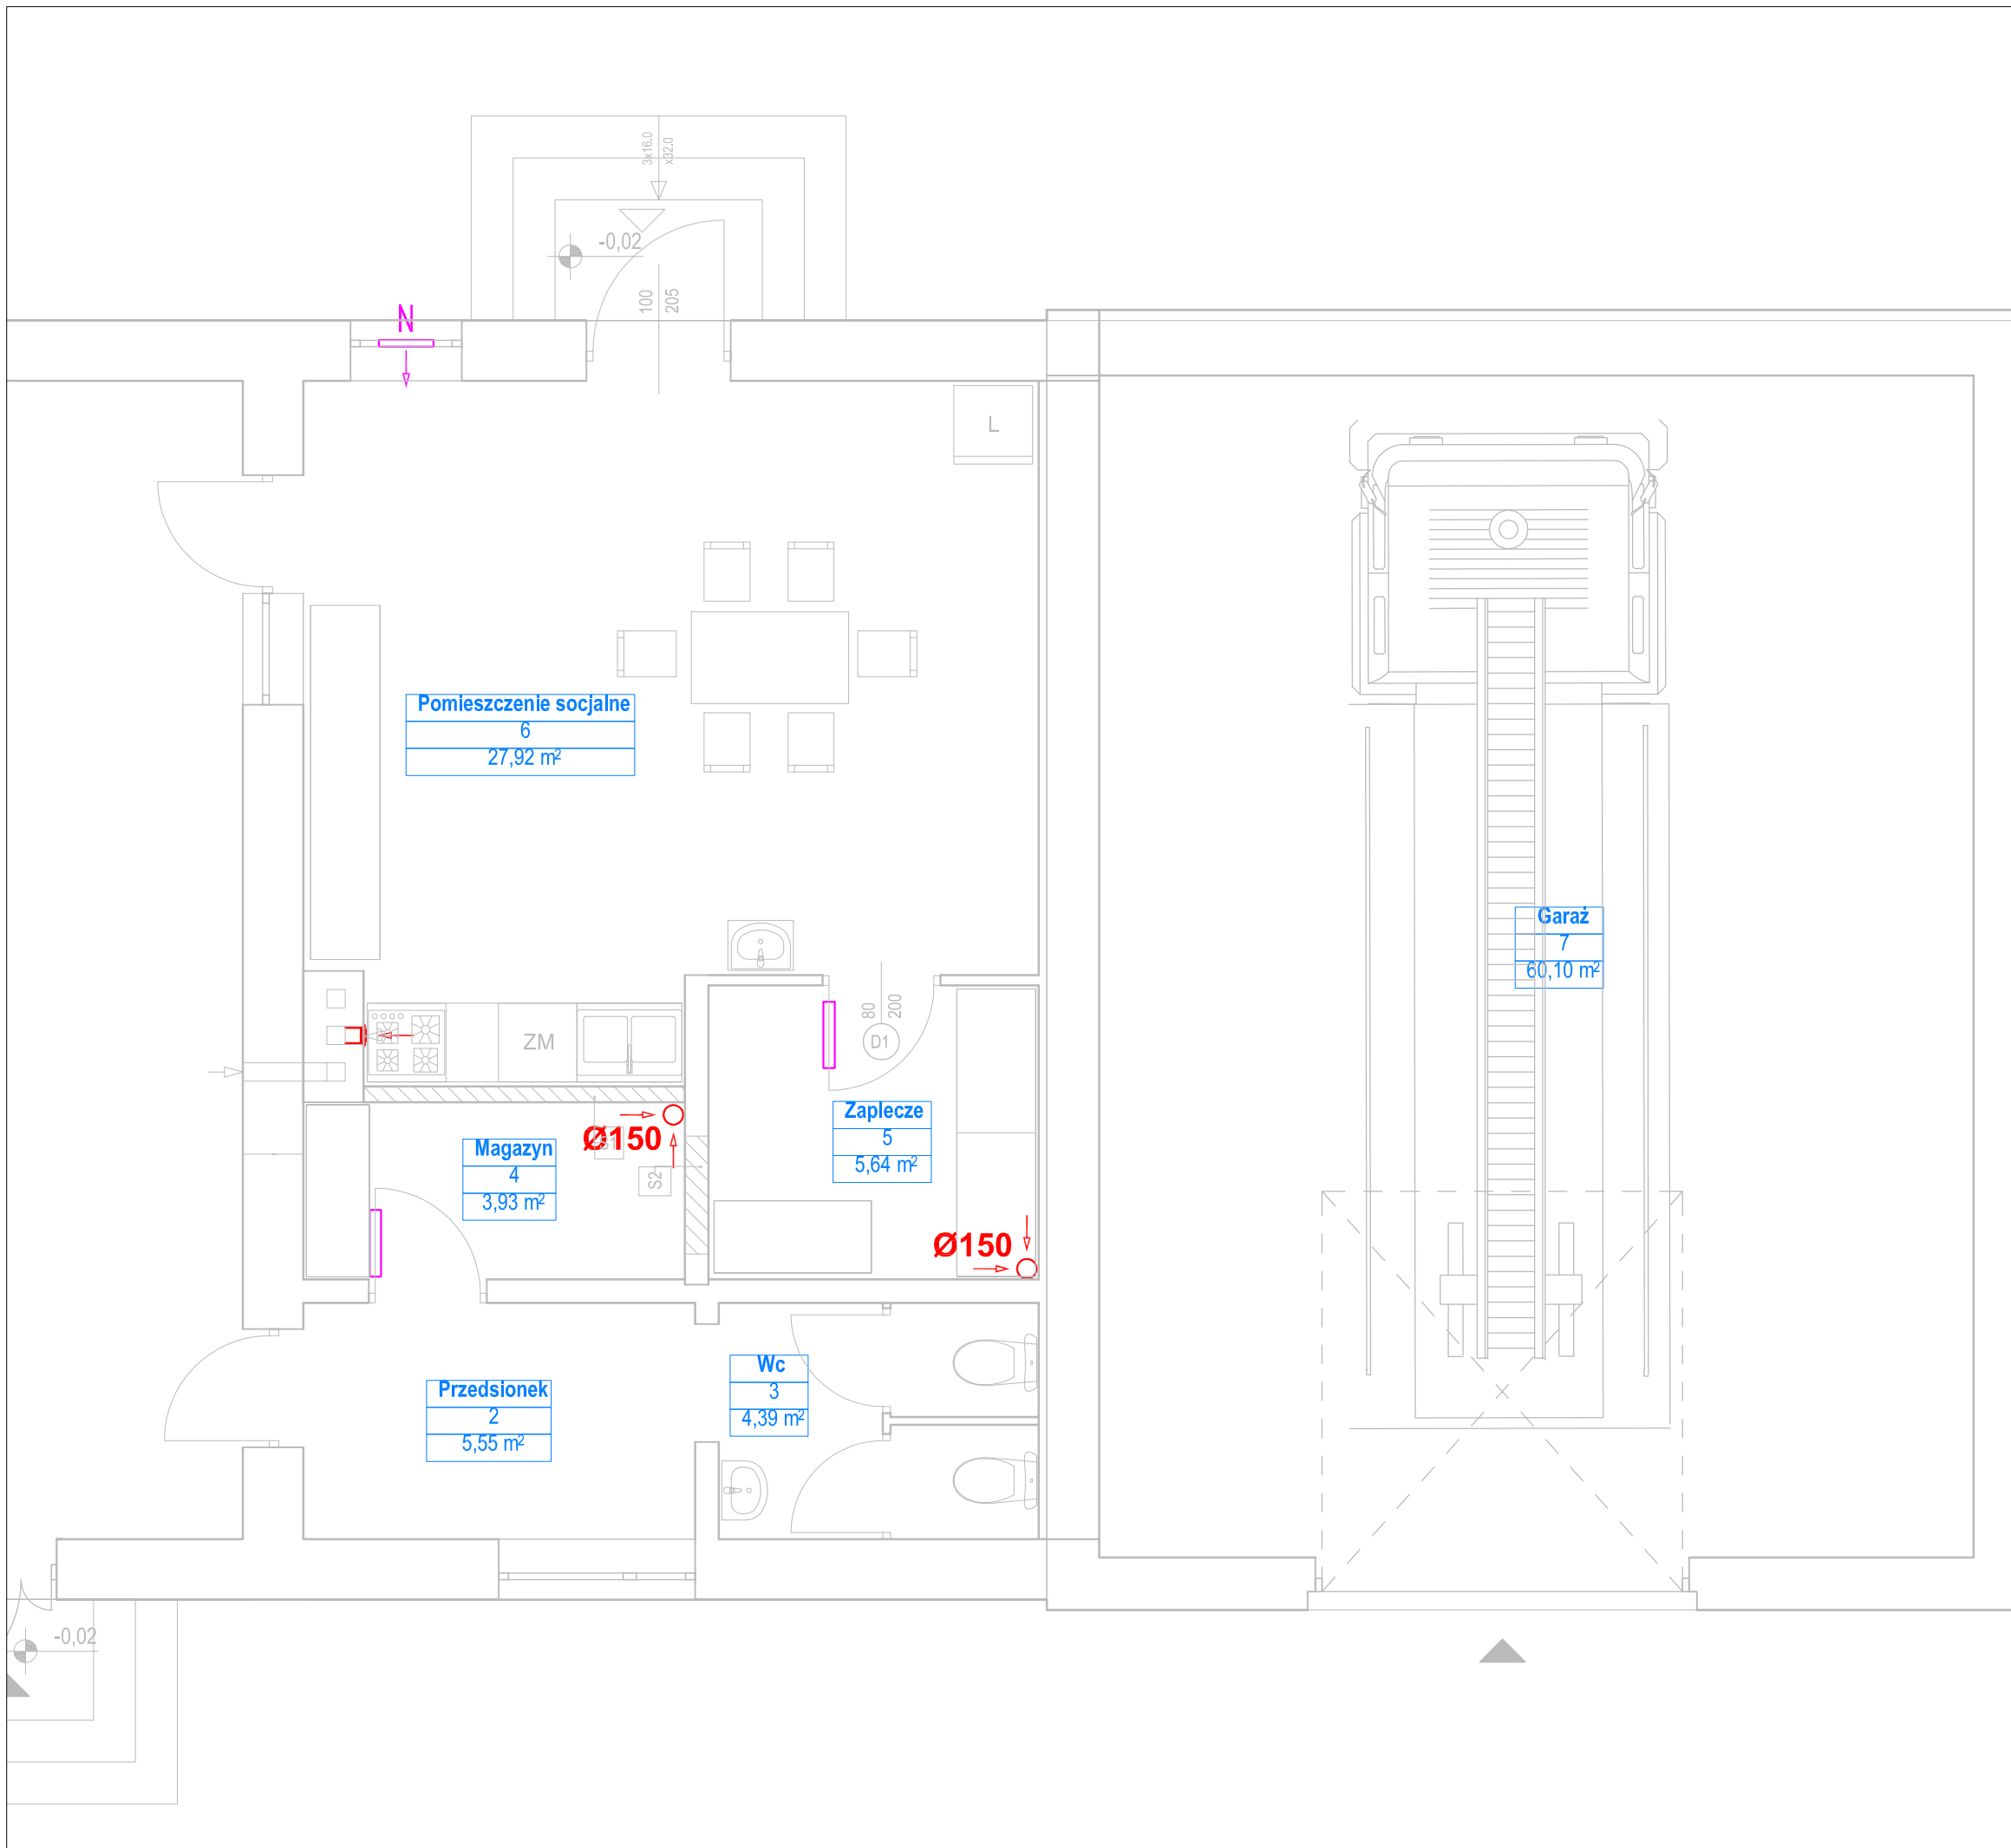 3x16.0
x32.0
-0,02
100
205
N
L
Pomieszczenie socjalne
6
27,92 m²
Garaż
7
60,10 m²
80
200
D1
ZM
Ø150
S1
S2
Magazyn
4
3,93 m²
Zaplecze
5
5,64 m²
Ø150
Przedsionek
2
5,55 m²
Wc
3
4,39 m²
-0,02